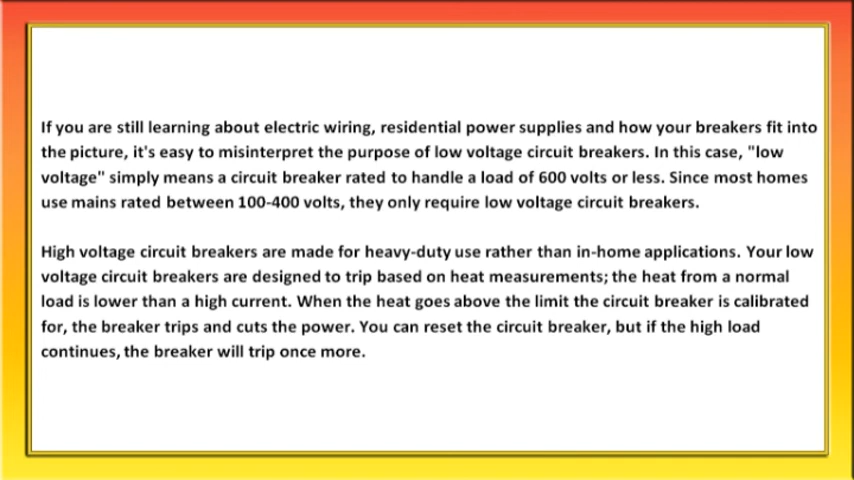 If you are still learning about electric wiring, residential power supplies and how your breakers fit into
the picture, it's easy to misinterpret the purpose of low voltage circuit breakers. In this case, "low
voltage" simply means a circuit breaker rated to handle a load of 600 volts or less. Since most homes
use mains rated between 100-400 volts, they only require low voltage circuit breakers.
High voltage circuit breakers are made for heavy-duty use rather than in-home applications. Your low
voltage circuit breakers are designed to trip based on heat measurements; the heat from a normal
load is lower than a high current. When the heat goes above the limit the circuit breaker is calibrated
for, the breaker trips and cuts the power. You can reset the circuit breaker, but if the high load
continues, the breaker will trip once more.